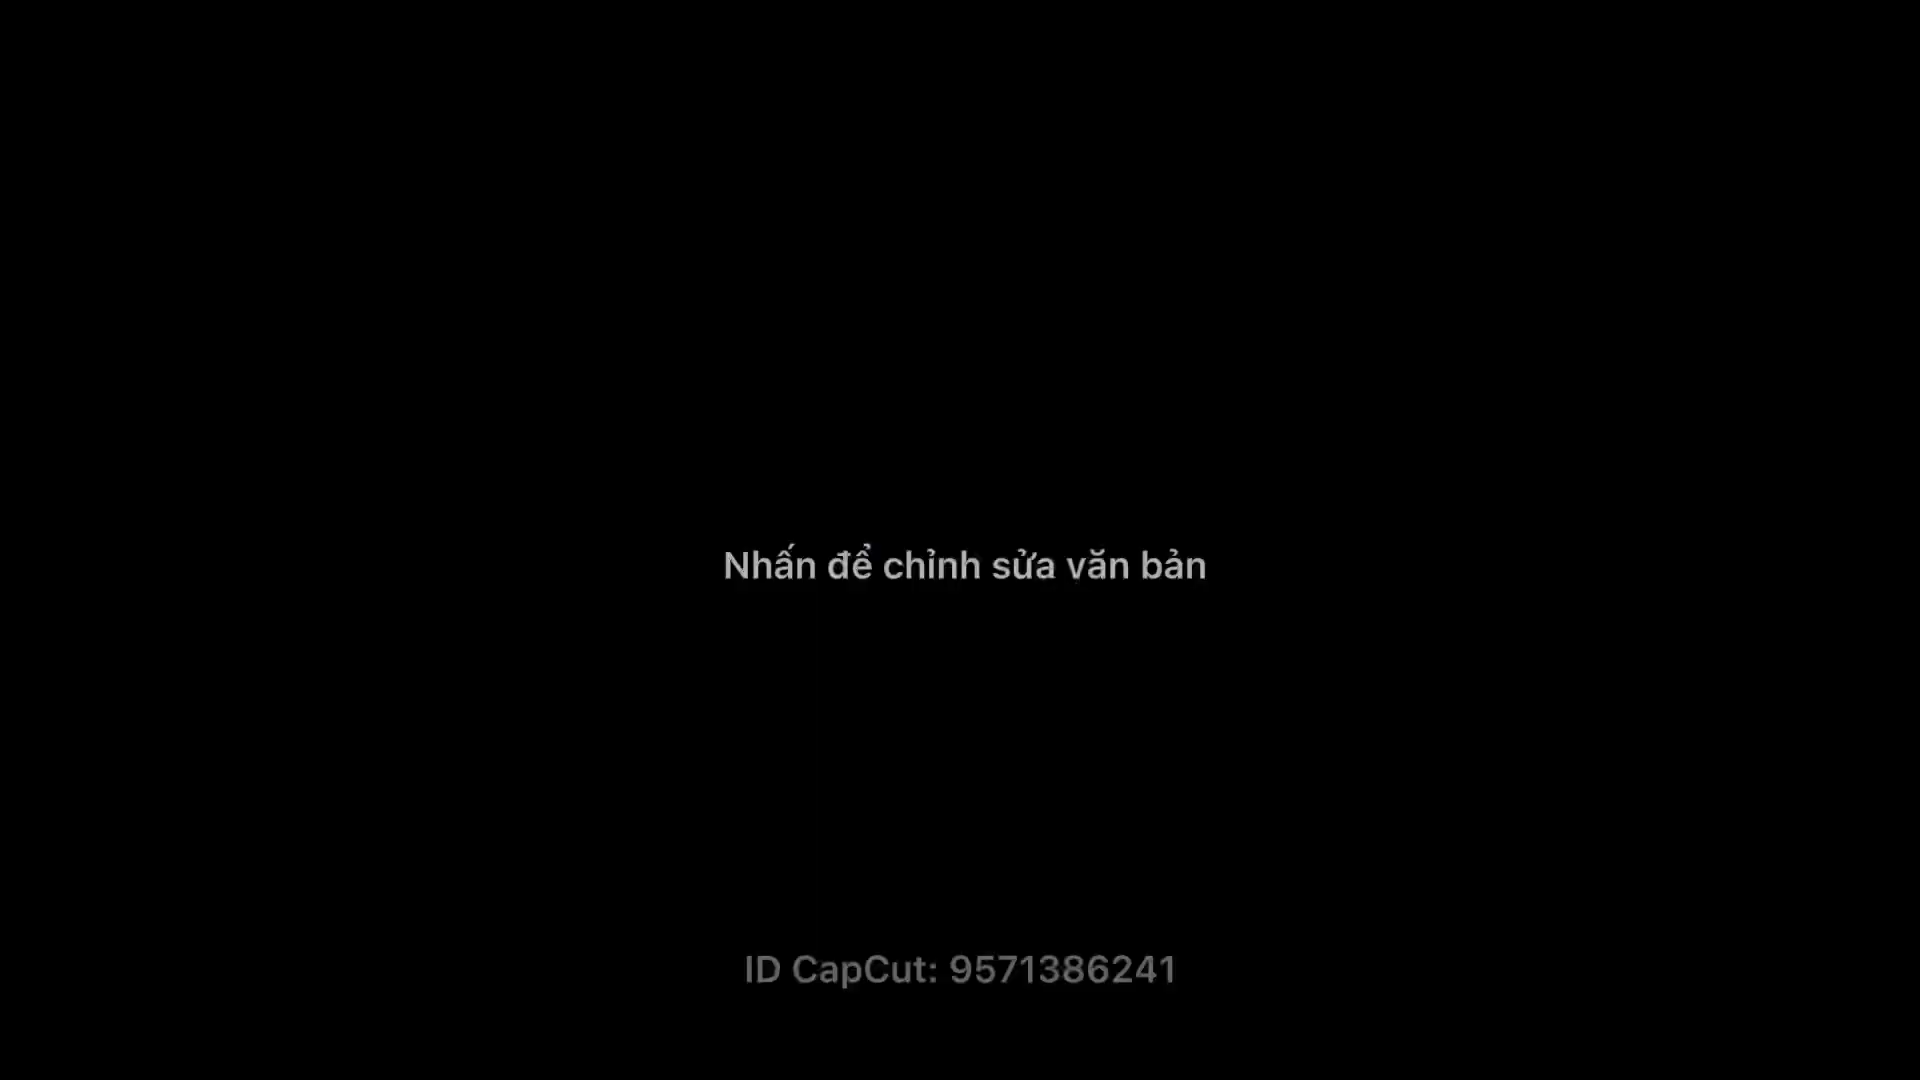 Nhấn để chỉnh sửa văn bản
ID CapCut: 9571386241